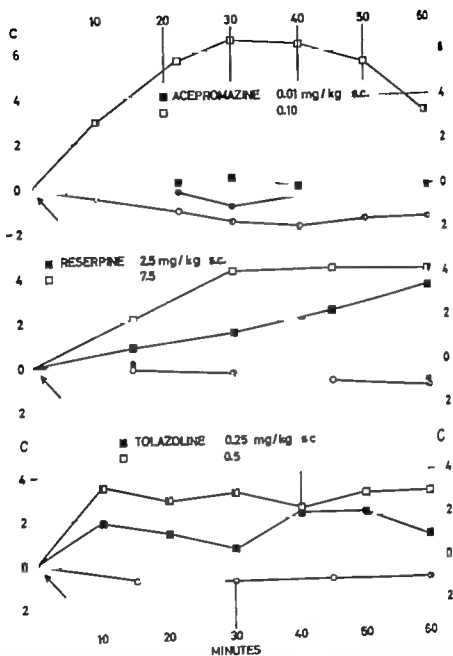 C 10 20 30 40 50 60
6 8
■ ACEPROMAZINE 0.01 mg/kg s.c.
□ 0.10
4 4
2 2
0 0
-2 2
■ RESERPINE 2.5 mg/kg s.c.
□ 7.5
4 4
2 2
0 0
2 2
C C
■ TOLAZOLINE 0.25 mg/kg s.c
□ 0.5
4 - - 4
2 2
0 0
2 2
10 20 30 40 50 60
MINUTES